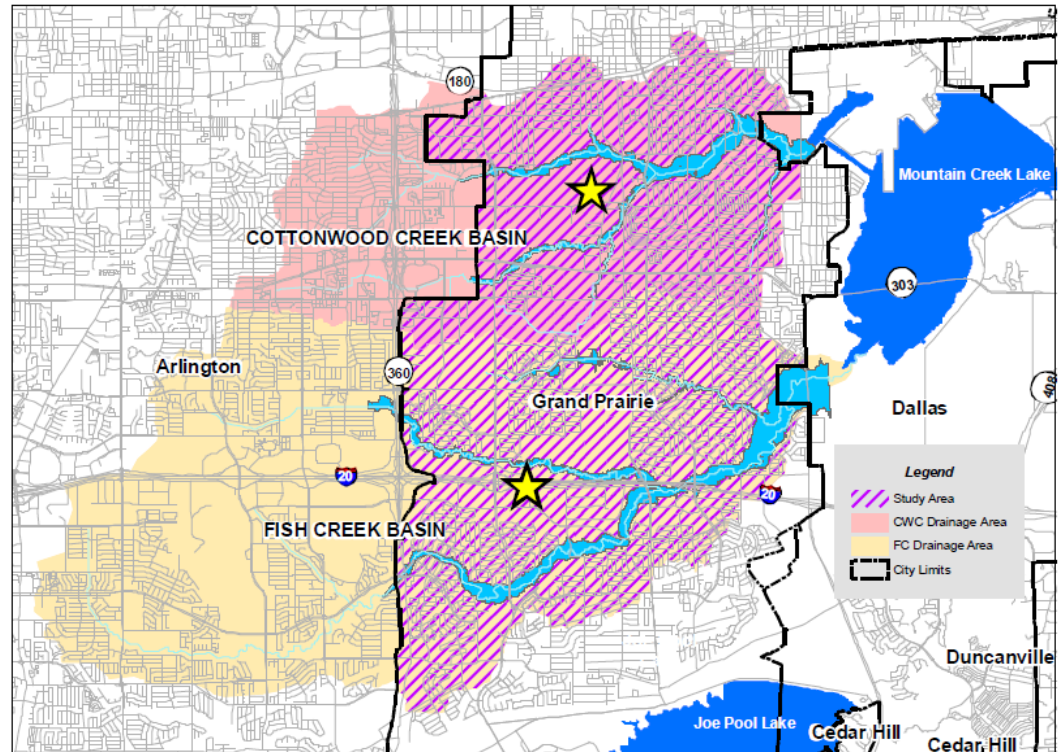 180
Mountain Creek Lake
COTTONWOOD CREEK BASIN
303
Arlington
360
Grand Prairie
408
Dallas
20
20
FISH CREEK BASIN
Legend
Study Area
CWC Drainage Area
FC Drainage Area
City Limits
Duncanville
Joe Pool Lake
Cedar Hill
Cedar Hill